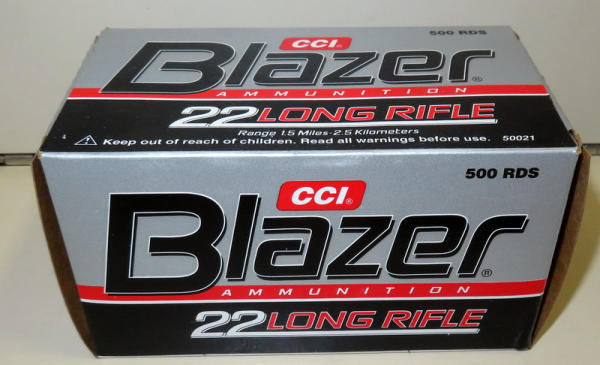 500 RDS
CCI®
Blazer®
AMMUNITION
22 LONG RIFLE
Range 1.5 Miles-2.5 Kilometers
⚠ Keep out of reach of children. Read all warnings before use. 50021
500 RDS
CCI®
Blazer®
AMMUNITION
22 LONG RIFLE